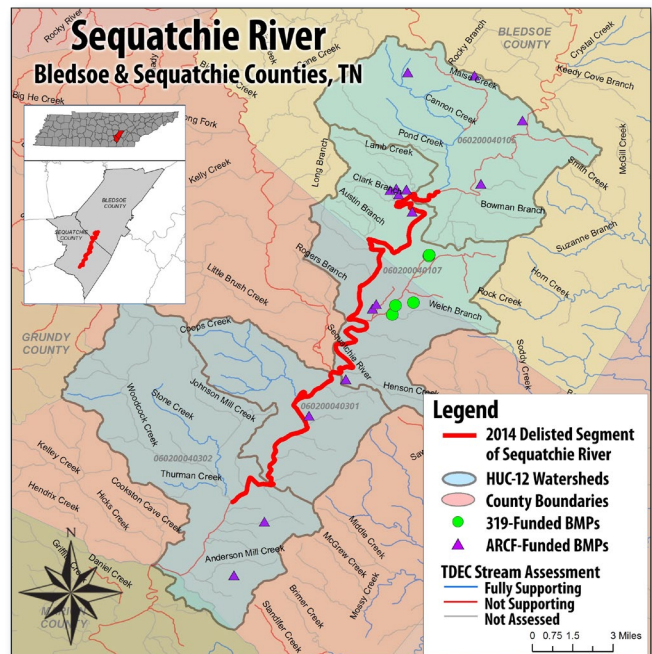 Sequatchie River
Bledsoe & Sequatchie Counties, TN
BLEDSOE
COUNTY
Rocky River
Rocky Branch
Crystal Creek
Keedy Cove Branch
Big He Creek
ong Fork
Cannon Creek
Pond Creek
Lamb Creek
Long Branch
Kelly Creek
McGill Creek
Smith Creek
Clark Branch
Austin Branch
Bowman Branch
Suzanne Branch
BLEDSOE
COUNTY
SEQUATCHIE
COUNTY
Rogers Branch
060200040107
Horn Creek
Rock Creek
Welch Branch
Little Brush Creek
Coops Creek
GRUNDY
COUNTY
Sequatchie River
Soddy Creek
Henson Creek
Johnson Mill Creek
Stone Creek
Woodcock Creek
060200040301
060200040302
Thurman Creek
Kelley Creek
Hendrix Creek
Hicks Creek
Cookston Cave Creek
Anderson Mill Creek
McGrew Creek
Middle Creek
Mossy Creek
Brimer Creek
Standifer Creek
Daniel Creek
N
COUNTY
Legend
2014 Delisted Segment
of Sequatchie River
HUC-12 Watersheds
County Boundaries
319-Funded BMPs
ARCF-Funded BMPs
TDEC Stream Assessment
Fully Supporting
Not Supporting
Not Assessed
0 0.75 1.5 3 Miles